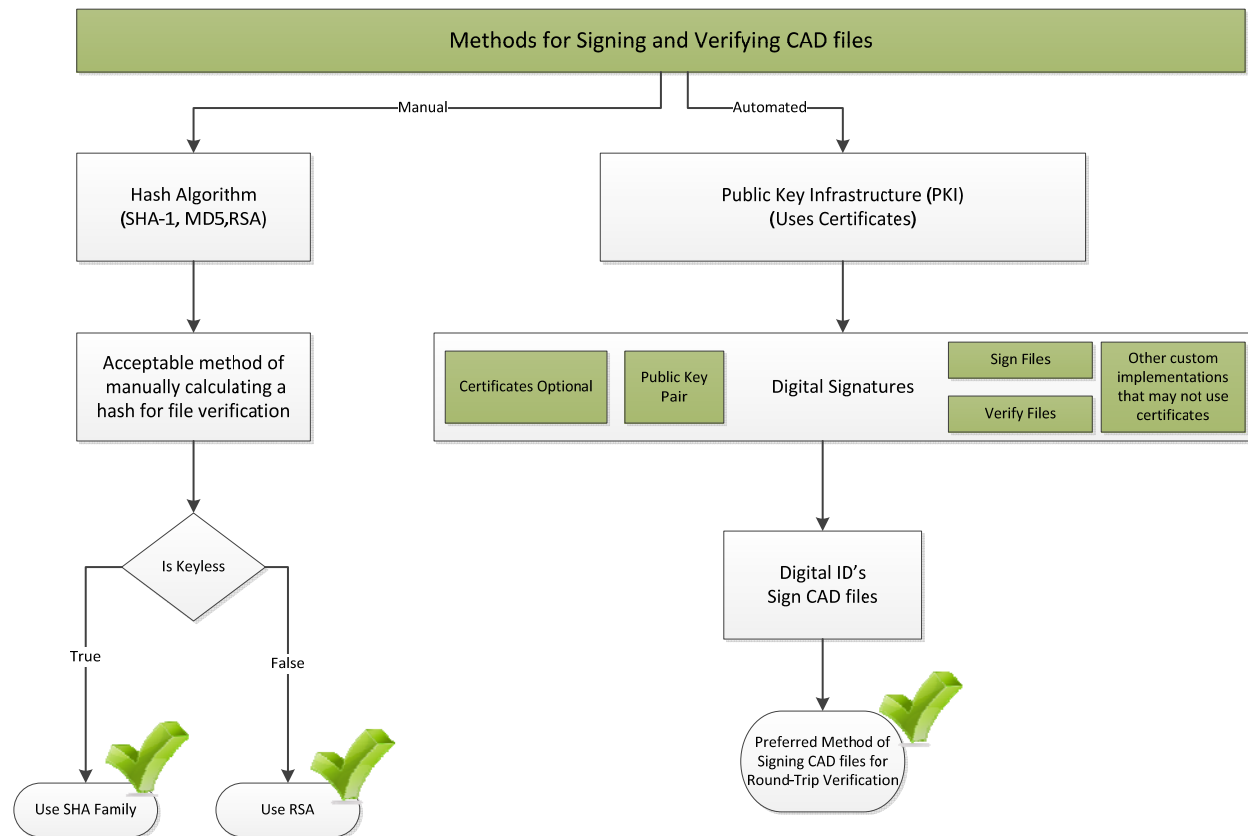 Methods for Signing and Verifying CAD files
Manual
Automated
Hash Algorithm
(SHA-1, MD5,RSA)
Public Key Infrastructure (PKI)
(Uses Certificates)
Acceptable method of
manually calculating a
hash for file verification
Certificates Optional
Public Key
Pair
Digital Signatures
Sign Files
Verify Files
Other custom
implementations
that may not use
certificates
Is Keyless
True
False
Use SHA Family
Use RSA
Digital ID’s
Sign CAD files
Preferred Method of
Signing CAD files for
Round-Trip Verification